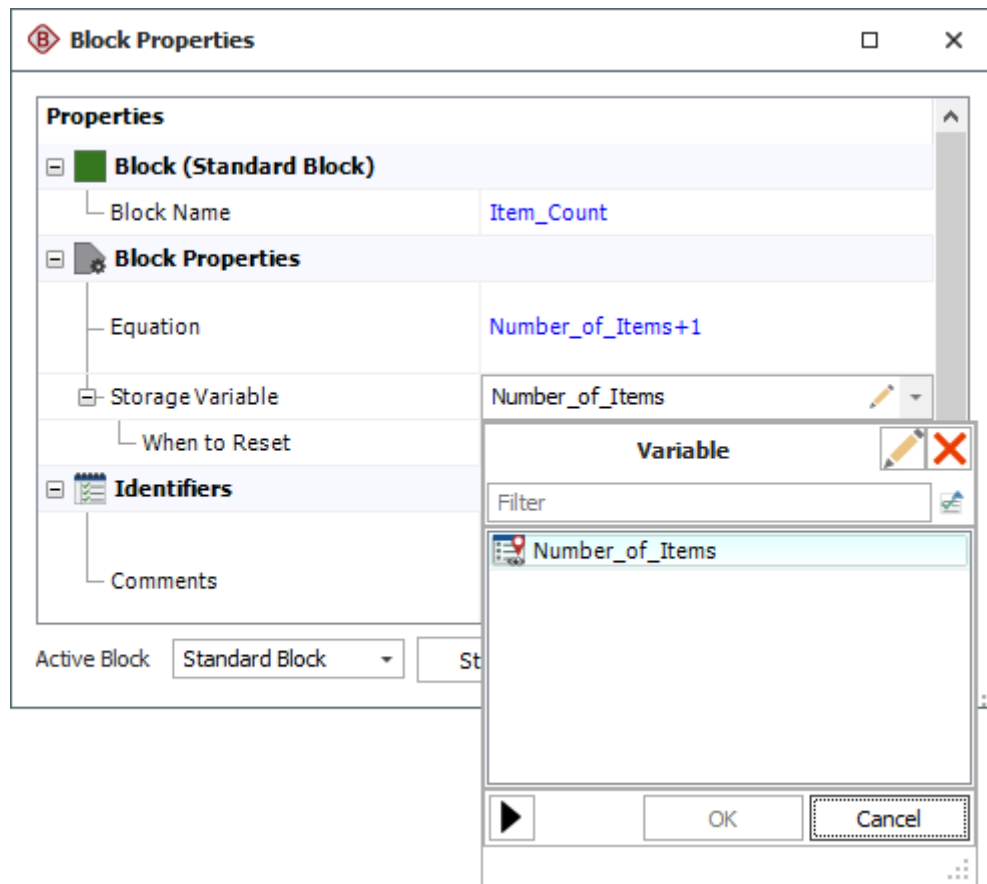 B Block Properties
Properties
Block (Standard Block)
Block Name Item_Count
Block Properties
Equation Number_of_Items+1
Storage Variable Number_of_Items
When to Reset
Variable
Identifiers
Filter
Number_of_Items
Comments
Active Block Standard Block St
OK Cancel